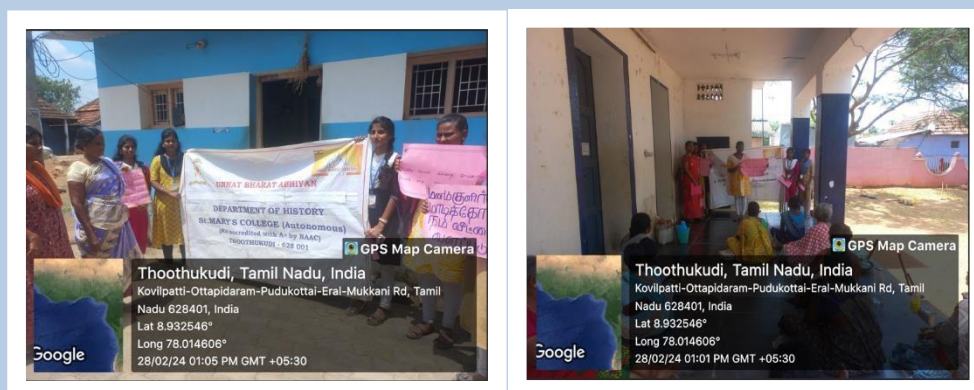 UNNAT BHARAT ABHIYAN
DEPARTMENT OF HISTORY
St.MARY'S COLLEGE (Autonomous)
(Re-accredited with A+ by NAAC)
THOOTHUKUDI - 628 001
GPS Map Camera
Thoothukudi, Tamil Nadu, India
Kovilpatti-Ottapidaram-Pudukottai-Eral-Mukkani Rd, Tamil
Nadu 628401, India
Lat 8.932546°
Long 78.014606°
28/02/24 01:05 PM GMT +05:30
Google
GPS Map Camera
Thoothukudi, Tamil Nadu, India
Kovilpatti-Ottapidaram-Pudukottai-Eral-Mukkani Rd, Tamil
Nadu 628401, India
Lat 8.932546°
Long 78.014606°
28/02/24 01:01 PM GMT +05:30
Google